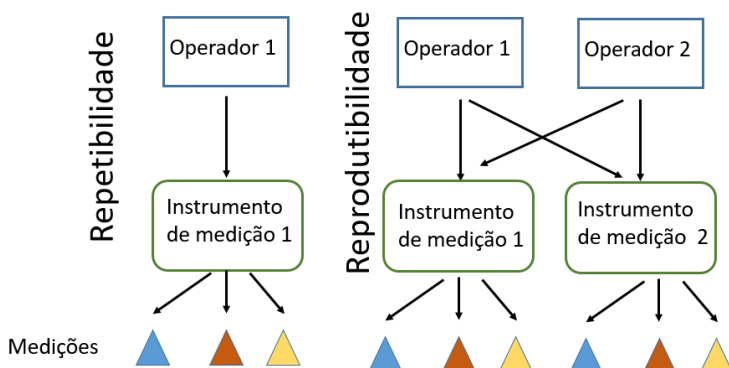 Repetibilidade
Operador 1
Instrumento
de medição 1
Reprodutibilidade
Operador 1
Operador 2
Instrumento
de medição 1
Instrumento
de medição 2
Medições